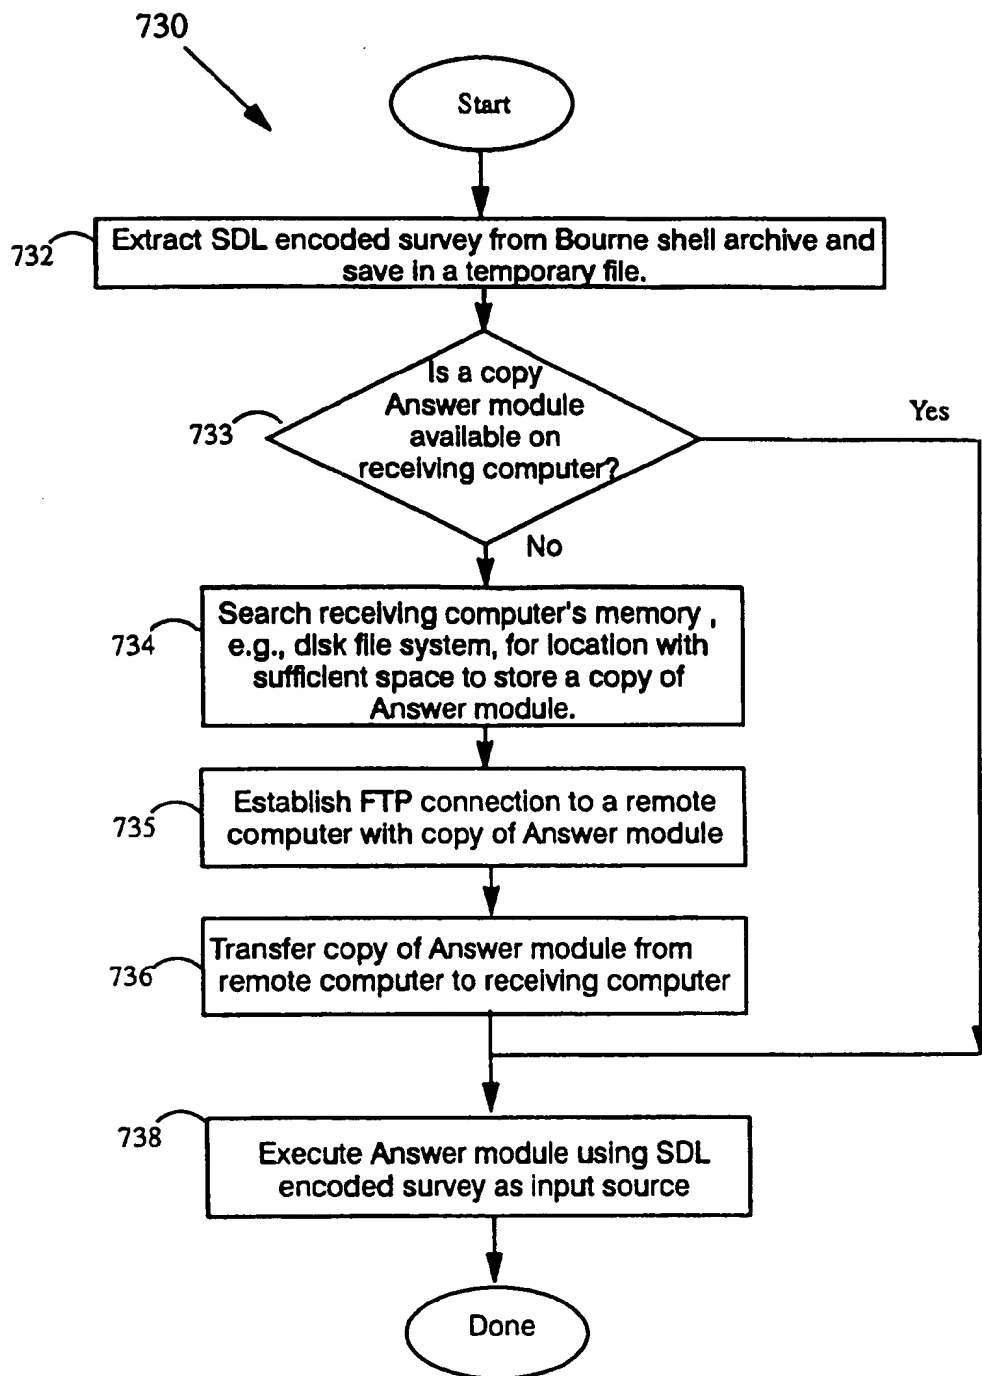 730
Start
732
Extract SDL encoded survey from Bourne shell archive and
save in a temporary file.
Is a copy
Answer module
available on
receiving computer?
733
Yes
No
Search receiving computer's memory ,
e.g., disk file system, for location with
sufficient space to store a copy of
Answer module.
734
Establish FTP connection to a remote
computer with copy of Answer module
735
Transfer copy of Answer module from
remote computer to receiving computer
736
738
Execute Answer module using SDL
encoded survey as input source
Done